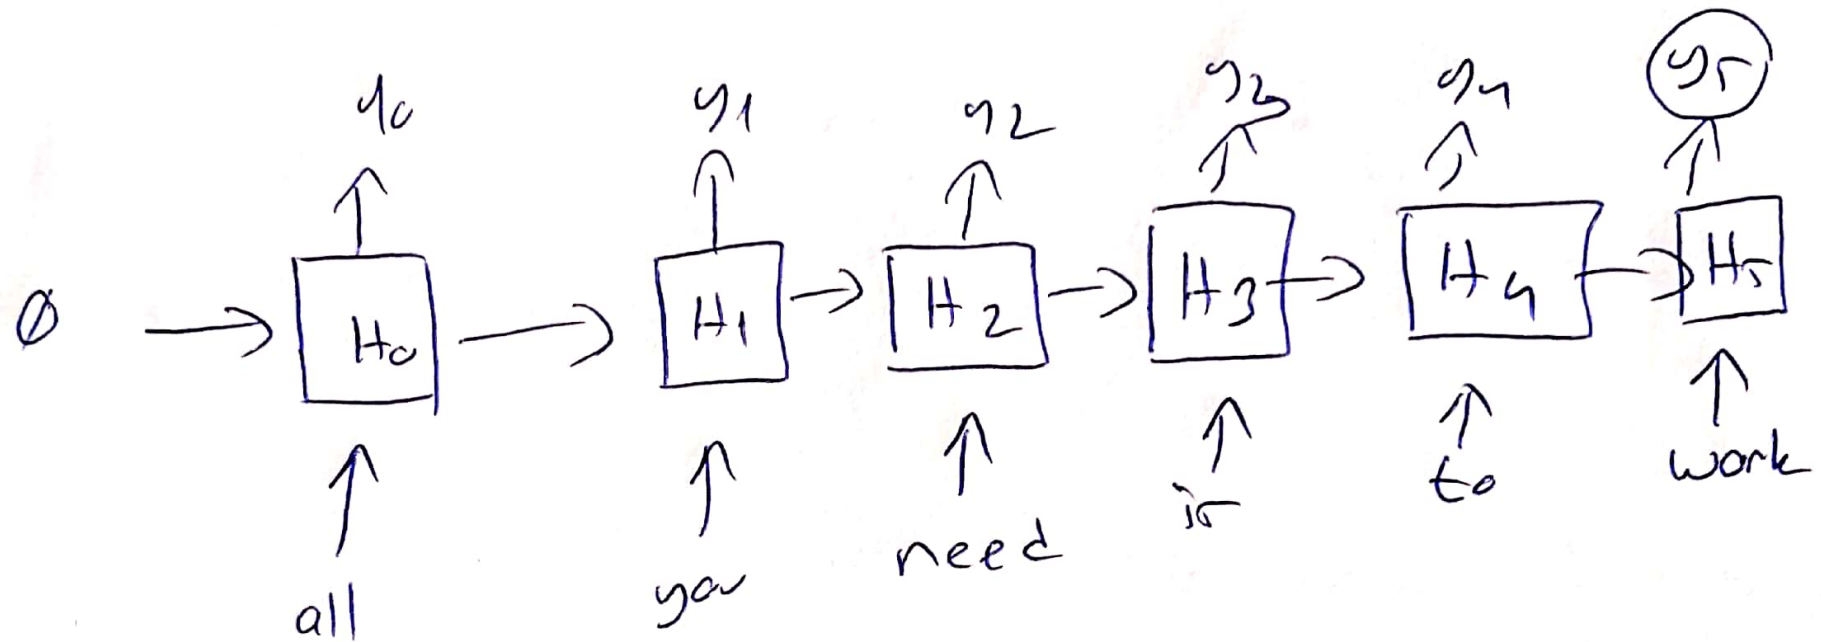 y0 y1 y2 y3 y4 y5
∅ H0 H1 H2 H3 H4 H5
all you need is to work